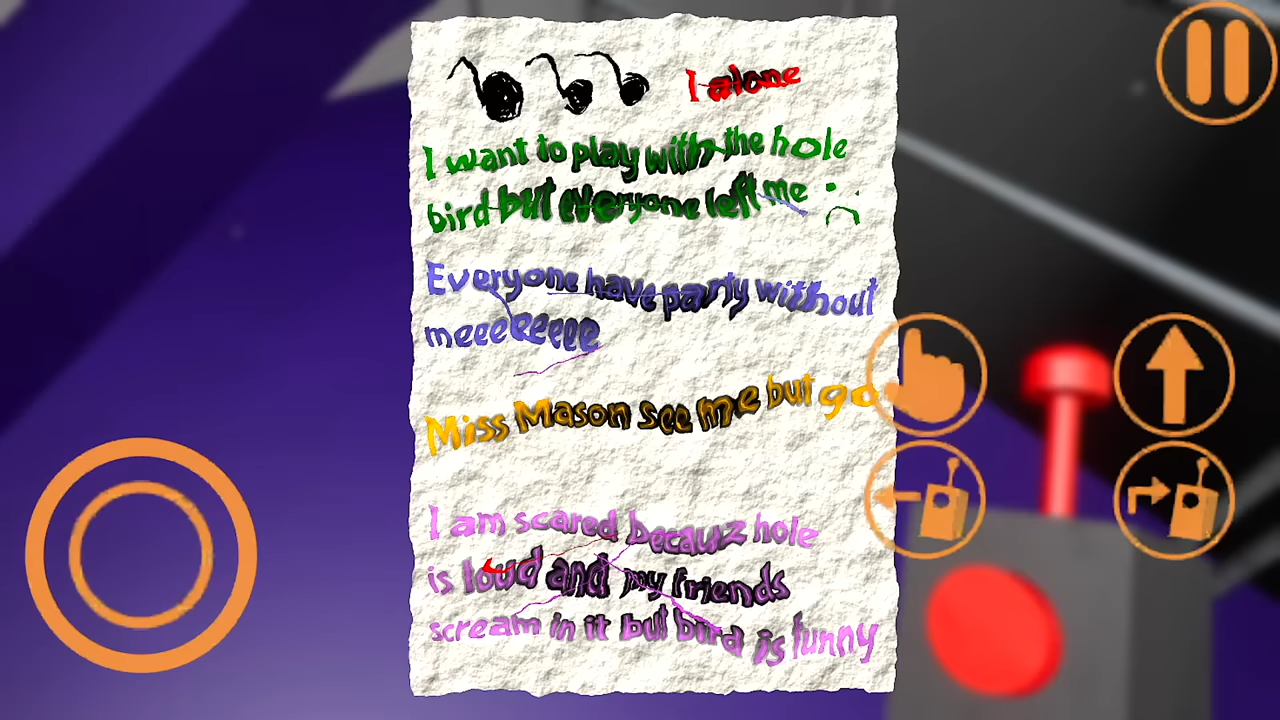 I alone
I want to play with the hole
bird but everyone left me :(
Everyone have party without
meeeeeeee
Miss Mason see me but go
I am scared becauz hole
is loud and my friends
scream in it but bird is funny